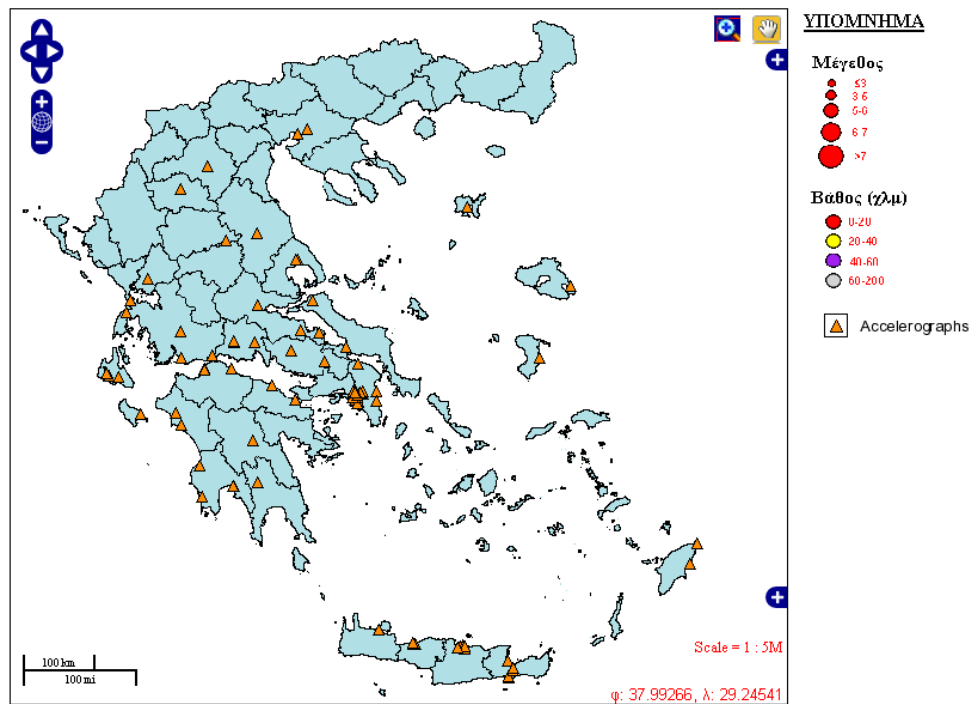 ΥΠΟΜΝΗΜΑ
Μέγεθος
≤3
3-6
5-6
6-7
>7
Βάθος (χλμ)
0-20
20-40
40-60
60-200
Accelerographs
Scale = 1 : 5M
100 km
100 mi
φ: 37.99266, λ: 29.24541